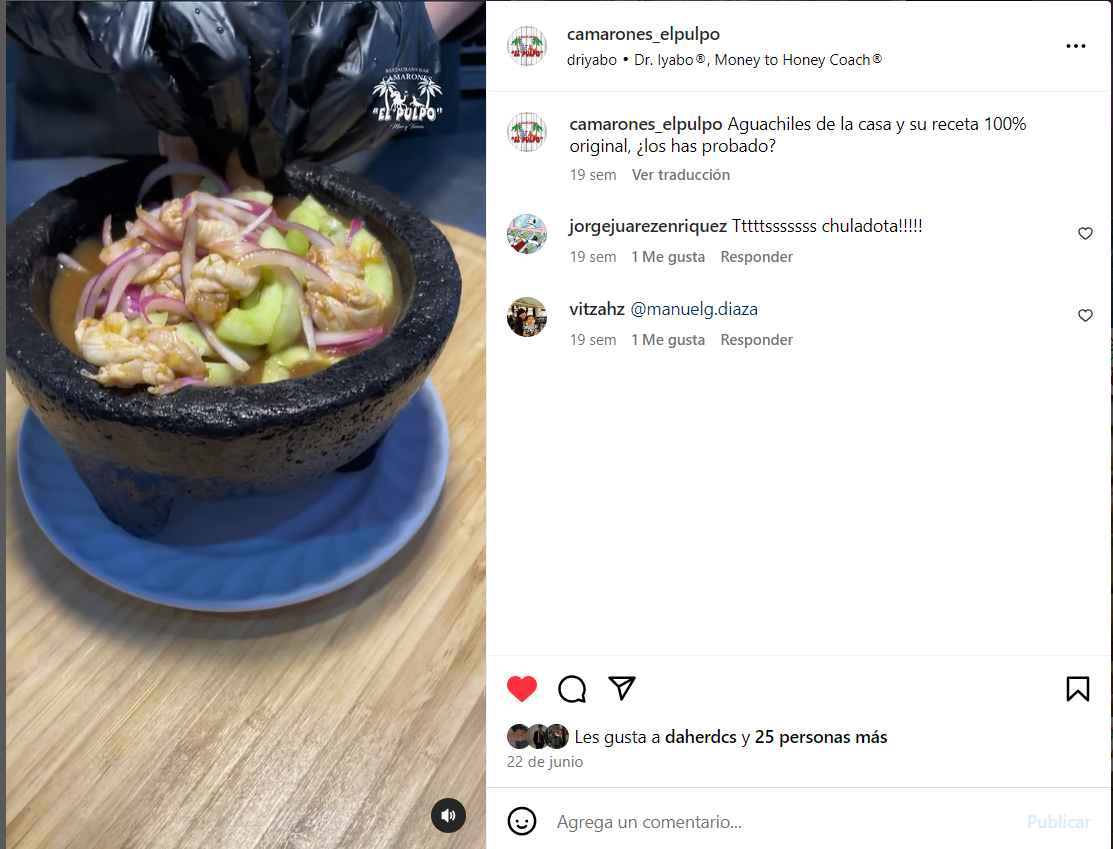 RESTAURANT BAR
CAMARONES
"EL PULPO"
Mar y Tierra
camarones_elpulpo
driyabo • Dr. Iyabo®, Money to Honey Coach®
camarones_elpulpo Aguachiles de la casa y su receta 100%
original, ¿los has probado?
19 sem Ver traducción
jorgejuarezenriquez Tttttsssssss chuladota!!!!!
19 sem 1 Me gusta Responder
vitzahz @manuelg.diaza
19 sem 1 Me gusta Responder
Les gusta a daherdcs y 25 personas más
22 de junio
Agrega un comentario...
Publicar